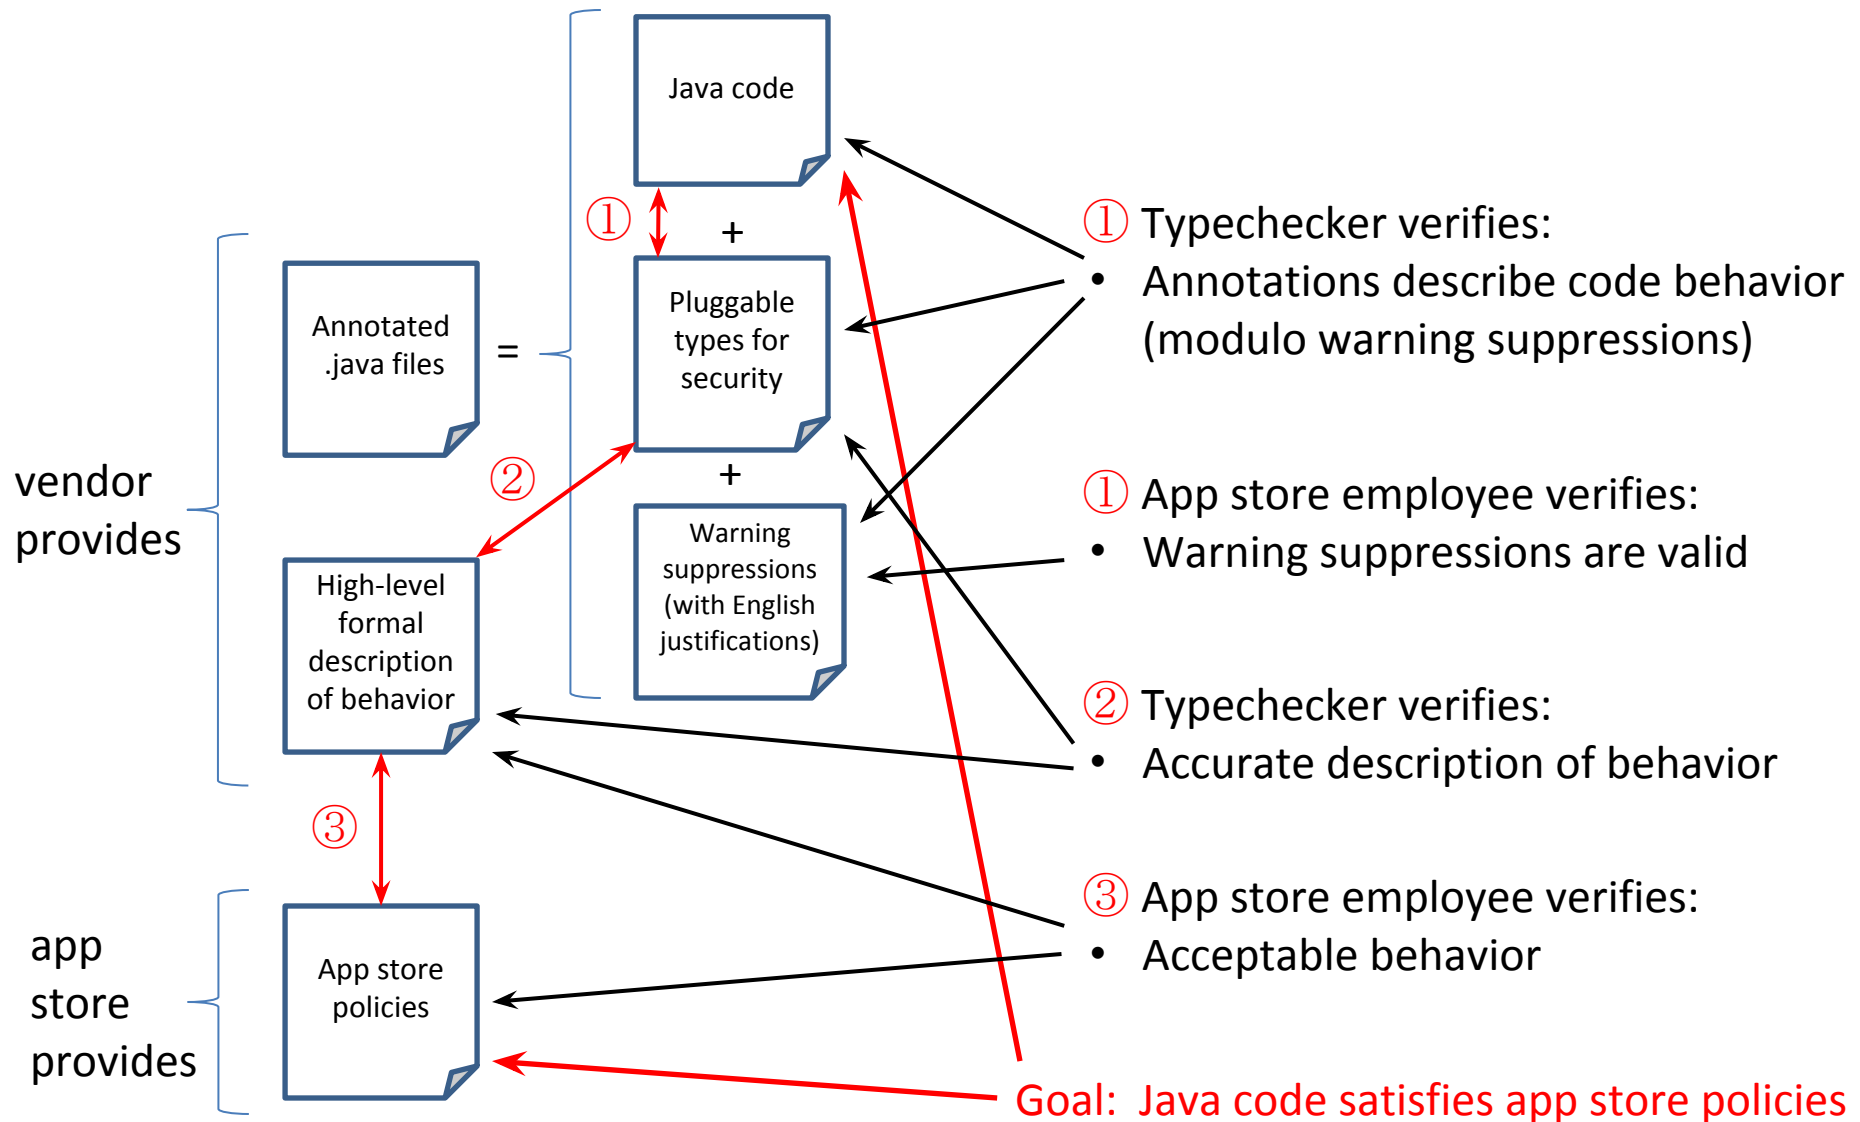 Java code
①
+
Annotated
.java files
=
Pluggable
types for
security
②
+
vendor
provides
High-level
formal
description
of behavior
Warning
suppressions
(with English
justifications)
③
app
store
provides
App store
policies
① Typechecker verifies:
• Annotations describe code behavior
(modulo warning suppressions)
① App store employee verifies:
• Warning suppressions are valid
② Typechecker verifies:
• Accurate description of behavior
③ App store employee verifies:
• Acceptable behavior
Goal: Java code satisfies app store policies